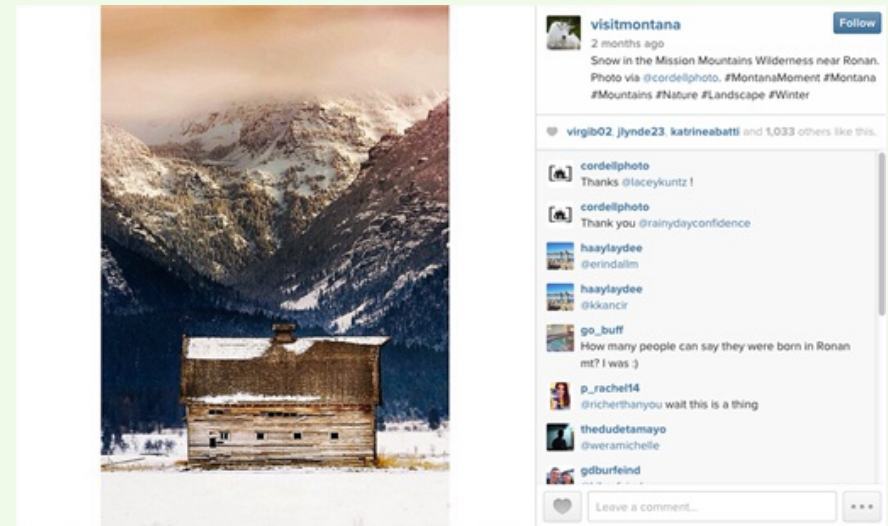 visitmontana
Follow
2 months ago
Snow in the Mission Mountains Wilderness near Ronan.
Photo via @cordellphoto. #MontanaMoment #Montana
#Mountains #Nature #Landscape #Winter
virgib02, jlynde23, katrineabatti and 1,033 others like this.
cordellphoto
Thanks @laceykuntz !
cordellphoto
Thank you @rainydayconfidence
haaylaydee
@erindallm
haaylaydee
@kkancir
go_buff
How many people can say they were born in Ronan
mt? I was :)
p_rachel14
@richerthanyou wait this is a thing
thedudetamayo
@weramichelle
gdburfeind
Leave a comment...